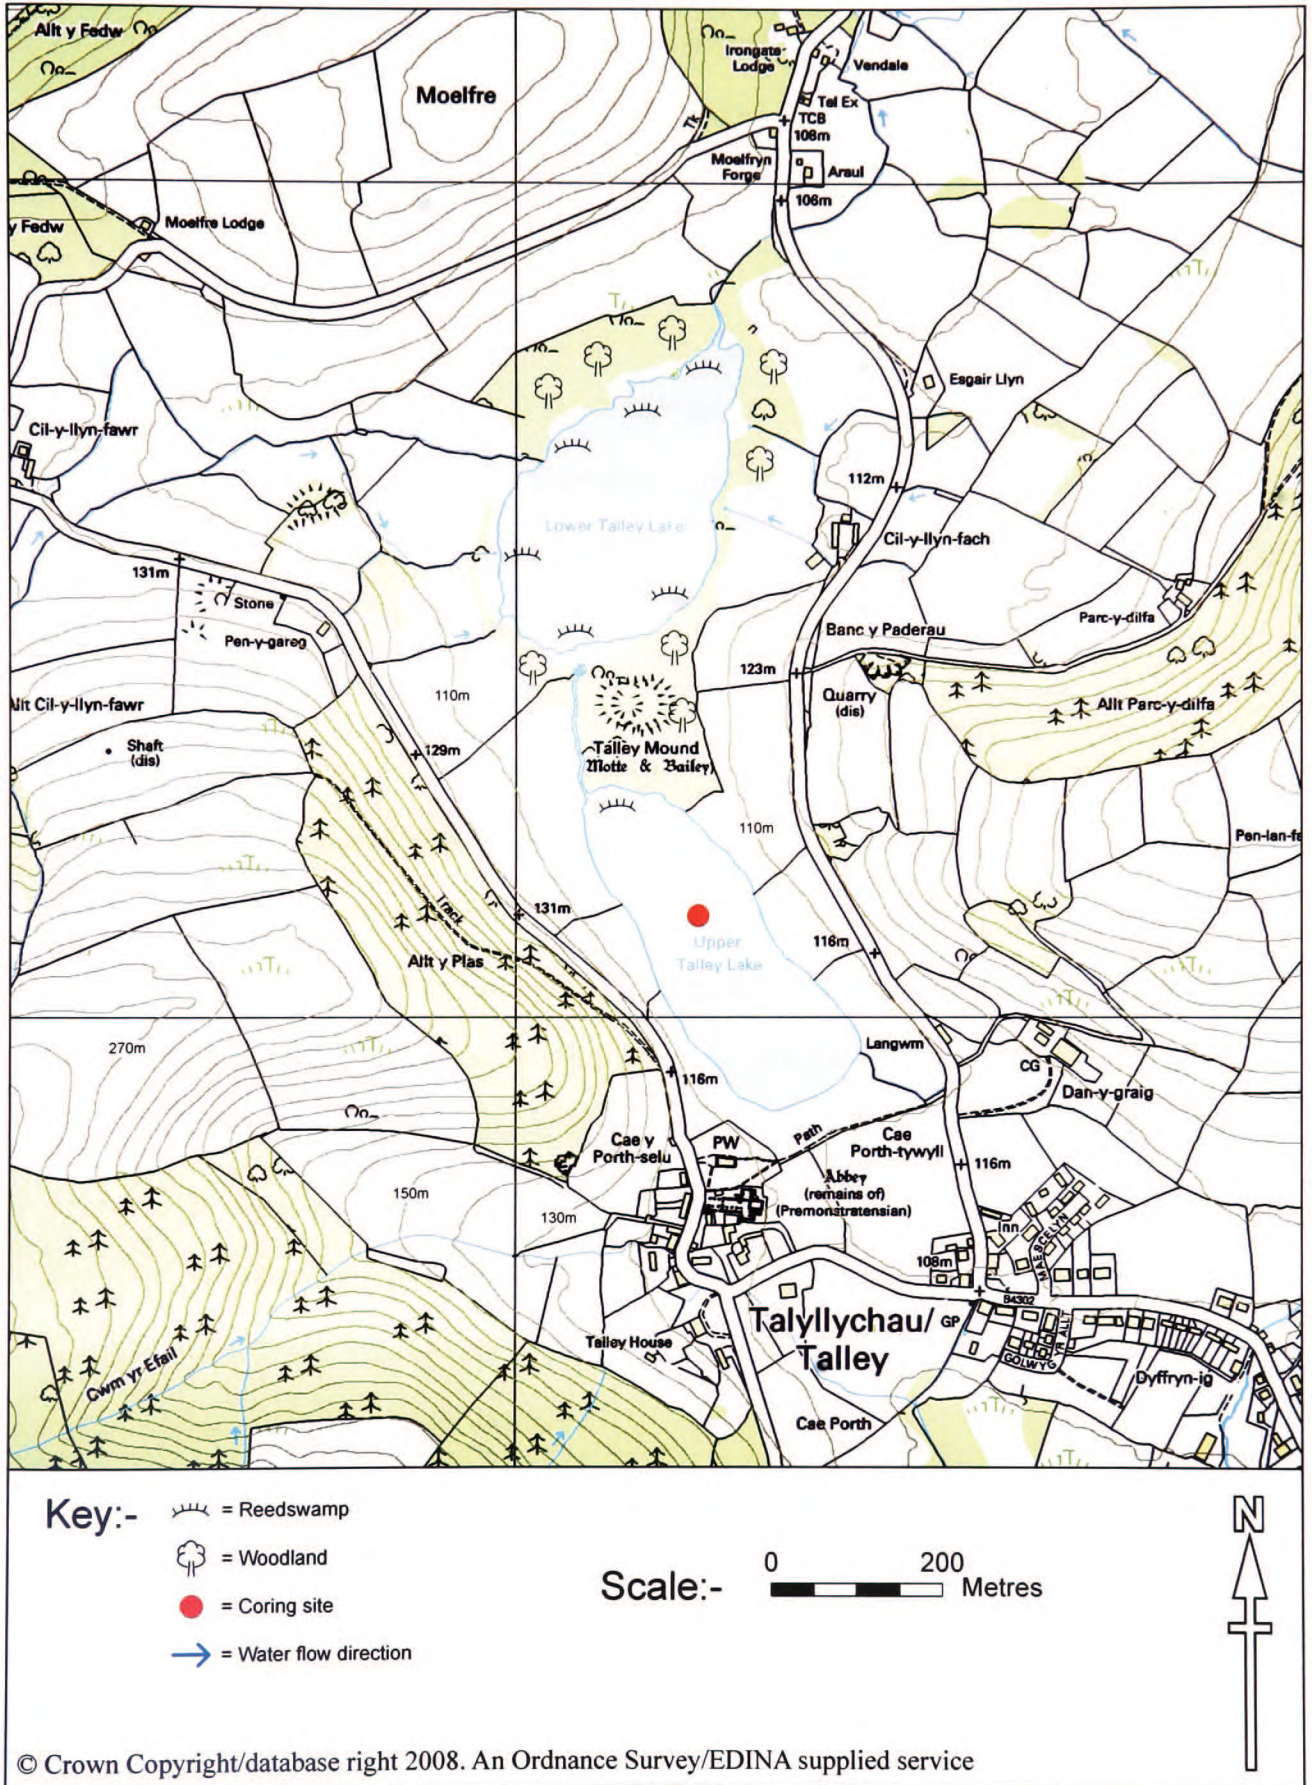 Allt y Fedw
Moelfre
Irongate
Lodge
Vendale
Tel Ex
TCB
108m
Tk
Moelfryn
Forge
Araul
106m
y Fedw
Moelfre Lodge
Esgair Llyn
Cil-y-llyn-fawr
112m
Lower Talley Lake
Cil-y-llyn-fach
131m
Stone
Pen-y-gareg
Parc-y-dilfa
Banc y Paderau
123m
110m
Quarry
(dis)
Allt Parc-y-dilfa
Allt Cil-y-llyn-fawr
Shaft
(dis)
129m
Talley Mound
Motte & Bailey)
110m
Pen-lan-fa
Track
131m
116m
Upper
Talley Lake
Allt y Plas
270m
Langwm
116m
CG
Dan-y-graig
Cae y
Porth-selu
PW
Path
Cae
Porth-tywyll
116m
Abbey
(remains of)
(Premonstratensian)
150m
130m
Inn
MAESCELYN
108m
B4302
Talyllychau/
Talley
GP
Talley House
GOLWG
YR ALLT
Dyffryn-ig
Cwm yr Efail
Cae Porth
Key:-
= Reedswamp
= Woodland
= Coring site
= Water flow direction
Scale:-
0 200
Metres
N
© Crown Copyright/database right 2008. An Ordnance Survey/EDINA supplied service